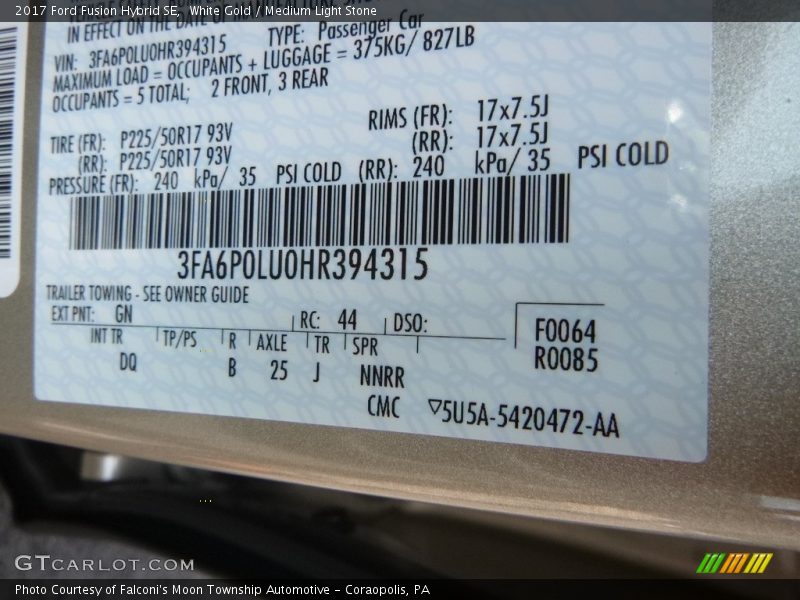 2017 Ford Fusion Hybrid SE, White Gold / Medium Light Stone
IN EFFECT ON THE DATE OF
VIN: 3FA6P0LU0HR394315 TYPE: Passenger Car
MAXIMUM LOAD = OCCUPANTS + LUGGAGE = 375KG/ 827LB
OCCUPANTS = 5 TOTAL; 2 FRONT, 3 REAR
TIRE (FR): P225/50R17 93V RIMS (FR): 17x7.5J
(RR): P225/50R17 93V (RR): 17x7.5J
PRESSURE (FR): 240 kPa/ 35 PSI COLD (RR): 240 kPa/ 35 PSI COLD
3FA6P0LU0HR394315
TRAILER TOWING - SEE OWNER GUIDE
EXT PNT: GN RC: 44 DSO: F0064
INT TR TP/PS R AXLE TR SPR R0085
DQ B 25 J NNRR
CMC ▽5U5A-5420472-AA
GTCARLOT.COM
Photo Courtesy of Falconi's Moon Township Automotive - Coraopolis, PA